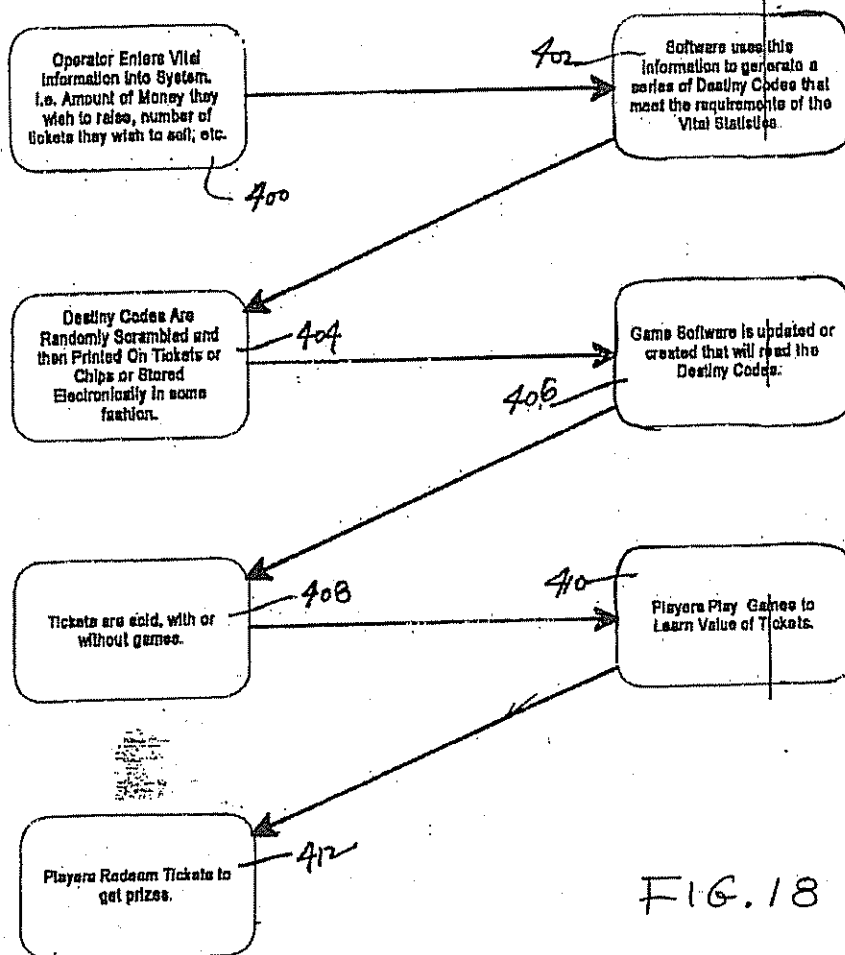 Operator Enters Vital
Information Into System.
i.e. Amount of Money they
wish to raise, number of
tickets they wish to sell, etc.
400
402
Software uses this
information to generate a
series of Destiny Codes that
meet the requirements of the
Vital Statistics.
Destiny Codes Are
Randomly Scrambled and
then Printed On Tickets or
Chips or Stored
Electronically in some
fashion.
404
Game Software is updated or
created that will read the
Destiny Codes.
406
Tickets are sold, with or
without games.
408
410
Players Play Games to
Learn Value of Tickets.
Players Redeem Tickets to
get prizes.
412
FIG. 18